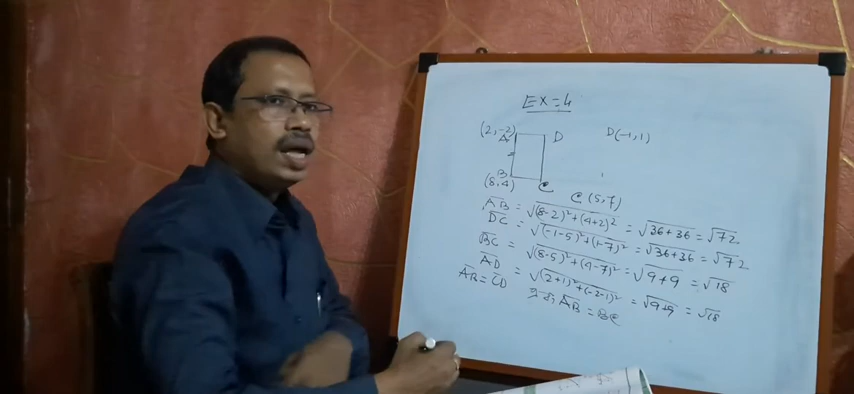 EX=4
(2,-2) A D D(-1,1)
B C
(8,4) C(5,7)
AB = √(8-2)²+(4+2)² = √36+36 = √72
DC = √(-1-5)²+(1-7)² = √36+36 = √72
BC = √(8-5)²+(4-7)² = √9+9 = √18
AD = √(2+1)²+(-2-1)² = √9+9 = √18
AB = CD AB = BC